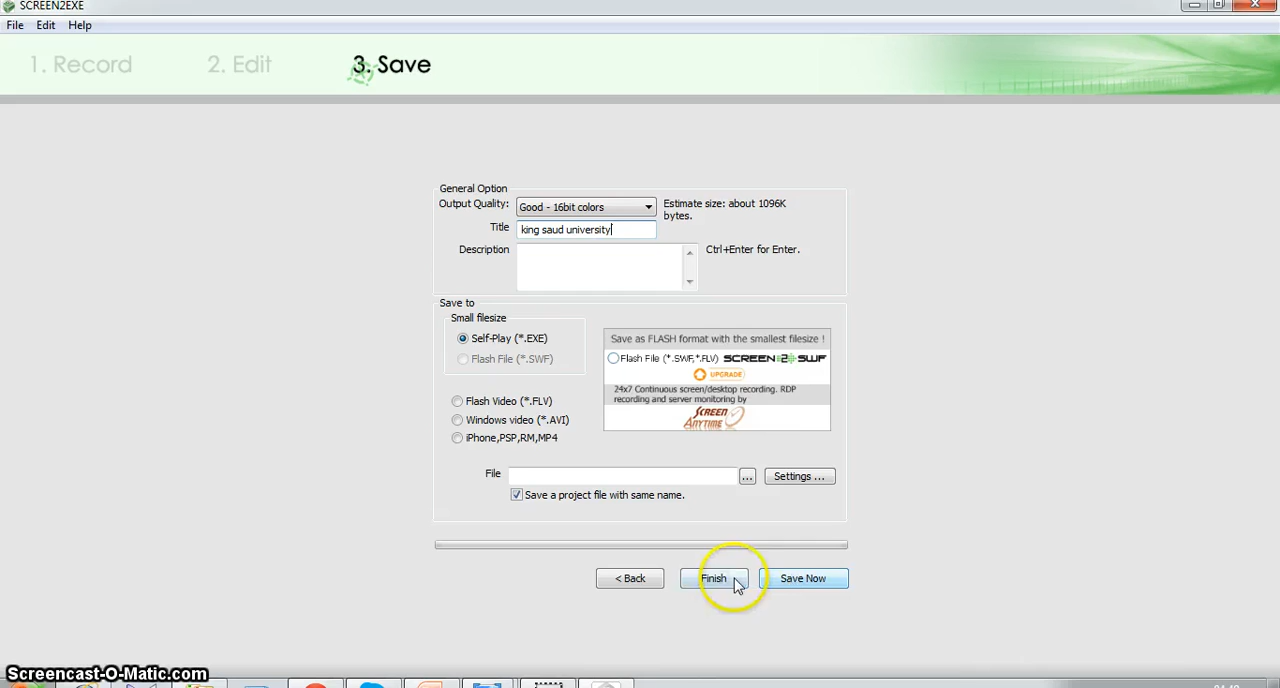 SCREEN2EXE
File Edit Help
1. Record 2. Edit 3. Save
General Option
Output Quality: Good - 16bit colors Estimate size: about 1096K bytes.
Title king saud university
Description Ctrl+Enter for Enter.
Save to
Small filesize
Self-Play (*.EXE)
Flash File (*.SWF)
Save as FLASH format with the smallest filesize !
Flash File (*.SWF,*.FLV) SCREEN2SWF
UPGRADE
24x7 Continuous screen/desktop recording. RDP
recording and server monitoring by
SCREEN ANYTIME
Flash Video (*.FLV)
Windows video (*.AVI)
iPhone,PSP,RM,MP4
File ... Settings ...
Save a project file with same name.
< Back Finish Save Now
Screencast-O-Matic.com